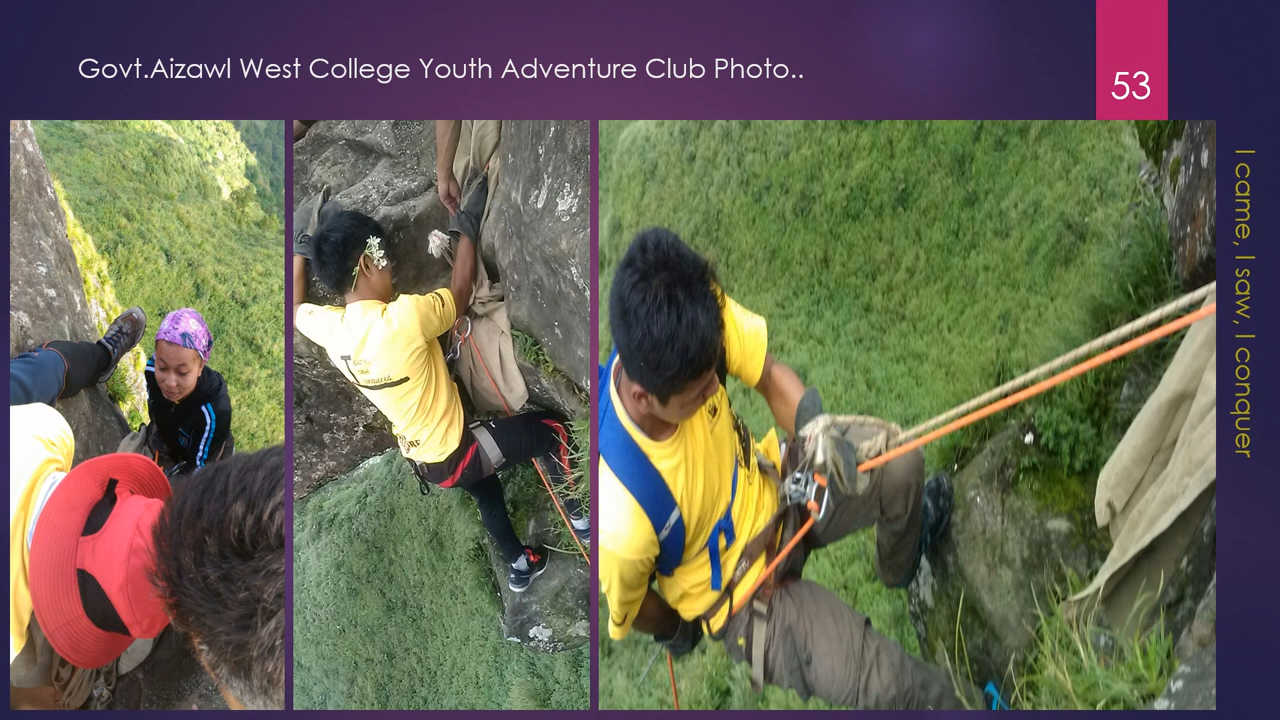 Govt.Aizawl West College Youth Adventure Club Photo..
53
I came, I saw, I conquer